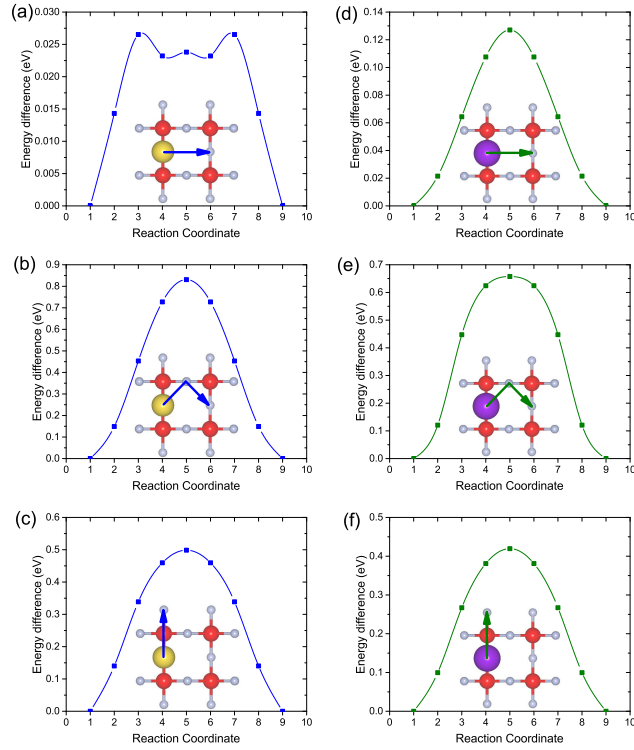 (a)
0.030
0.025
0.020
0.015
0.010
0.005
0.000
Energy difference (eV)
0 1 2 3 4 5 6 7 8 9 10
Reaction Coordinate
(d)
0.14
0.12
0.10
0.08
0.06
0.04
0.02
0.00
Energy difference (eV)
0 1 2 3 4 5 6 7 8 9 10
Reaction Coordinate
(b)
0.9
0.8
0.7
0.6
0.5
0.4
0.3
0.2
0.1
0.0
Energy difference (eV)
0 1 2 3 4 5 6 7 8 9 10
Reaction Coordinate
(e)
0.7
0.6
0.5
0.4
0.3
0.2
0.1
0.0
Energy difference (eV)
0 1 2 3 4 5 6 7 8 9 10
Reaction Coordinate
(c)
0.6
0.5
0.4
0.3
0.2
0.1
0.0
Energy difference (eV)
0 1 2 3 4 5 6 7 8 9 10
Reaction Coordinate
(f)
0.5
0.4
0.3
0.2
0.1
0.0
Energy difference (eV)
0 1 2 3 4 5 6 7 8 9 10
Reaction Coordinate